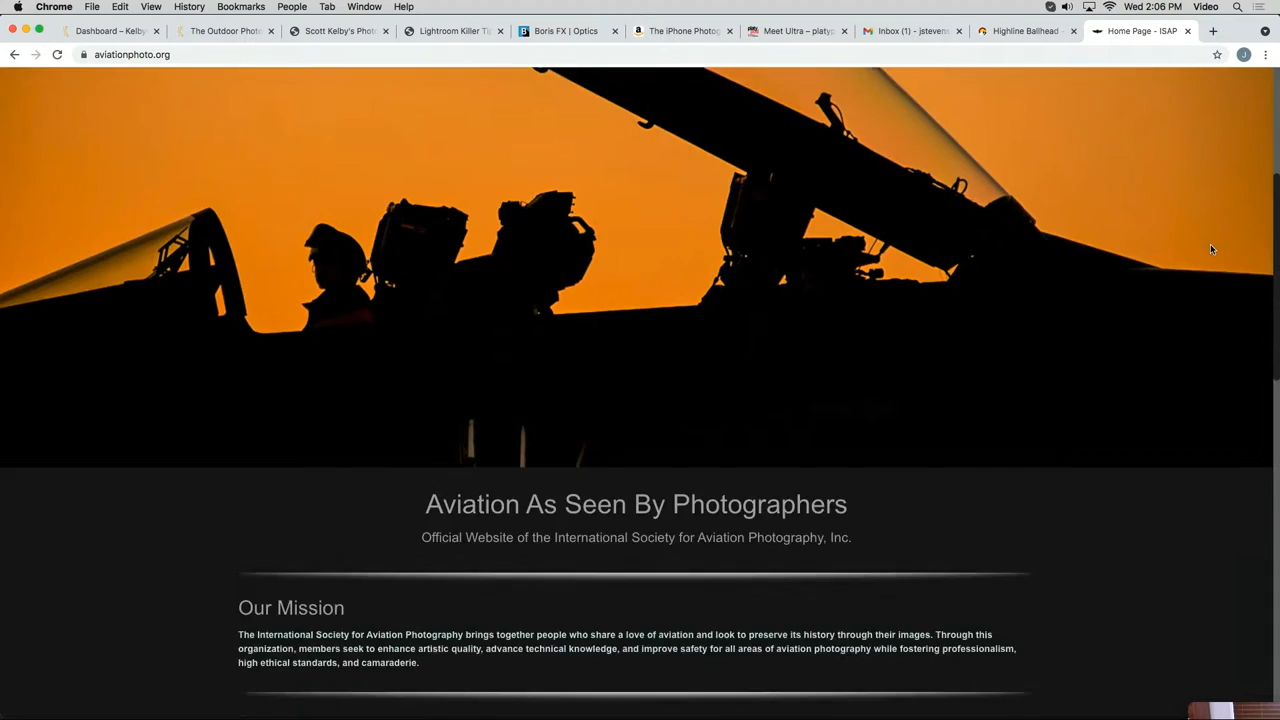 Chrome File Edit View History Bookmarks People Tab Window Help Wed 2:06 PM Video
Dashboard – Kelby The Outdoor Photo Scott Kelby's Photo Lightroom Killer Ti Boris FX | Optics The iPhone Photog Meet Ultra – platyp Inbox (1) - jstevens Highline Ballhead - Home Page - ISAP
aviationphoto.org J
Aviation As Seen By Photographers
Official Website of the International Society for Aviation Photography, Inc.
Our Mission
The International Society for Aviation Photography brings together people who share a love of aviation and look to preserve its history through their images. Through this
organization, members seek to enhance artistic quality, advance technical knowledge, and improve safety for all areas of aviation photography while fostering professionalism,
high ethical standards, and camaraderie.